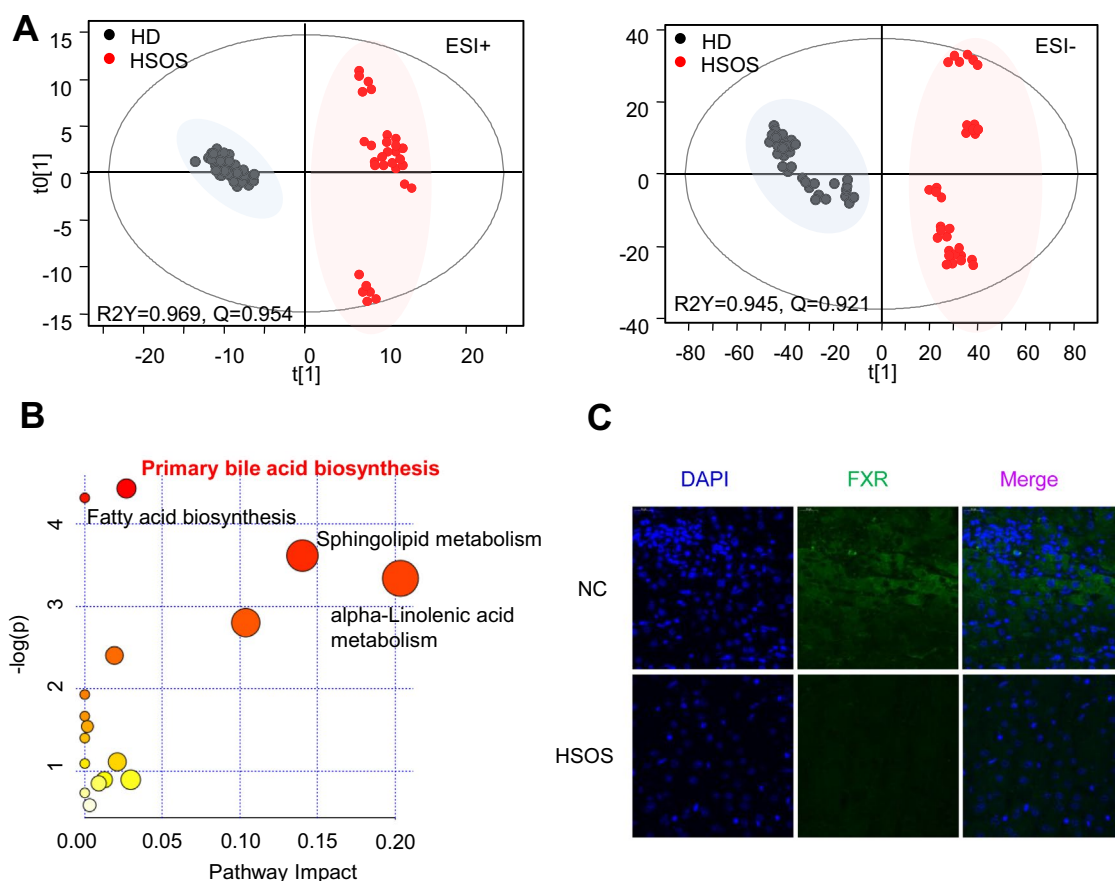 A
HD
HSOS
ESI+
15
10
5
0
-5
-10
-15
t0[1]
R2Y=0.969, Q=0.954
-20
-10
0
10
20
t[1]
HD
HSOS
ESI-
40
20
0
-20
-40
R2Y=0.945, Q=0.921
-80
-60
-40
-20
0
20
40
60
80
t[1]
B
Primary bile acid biosynthesis
Fatty acid biosynthesis
Sphingolipid metabolism
alpha-Linolenic acid
metabolism
-log(p)
4
3
2
1
0.00
0.05
0.10
0.15
0.20
Pathway Impact
C
DAPI
FXR
Merge
NC
HSOS